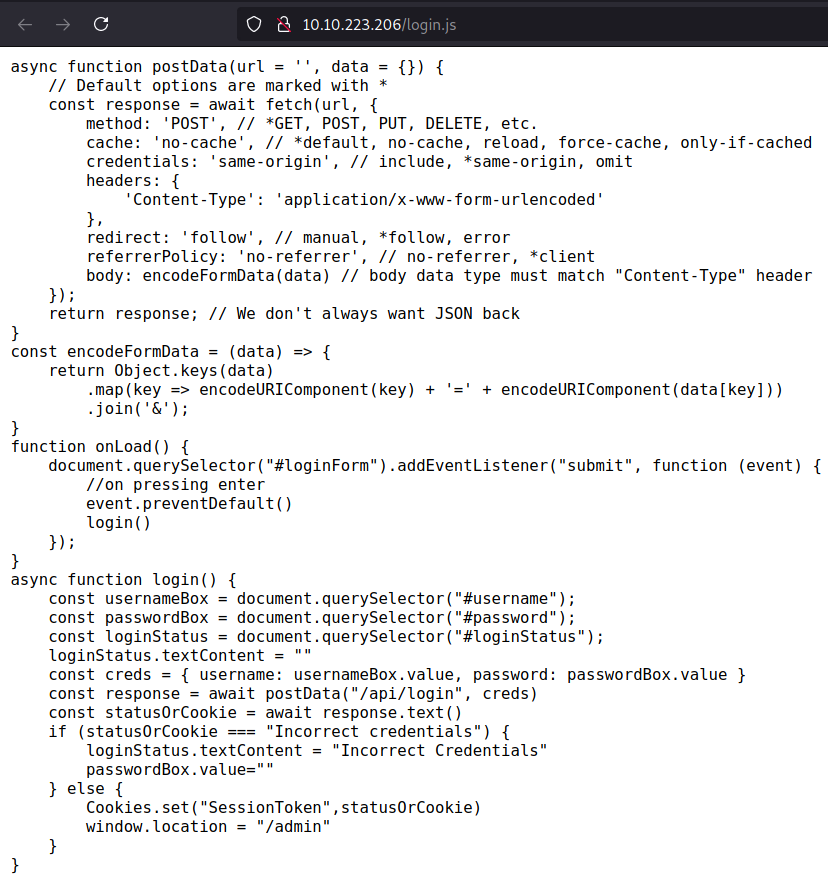 10.10.223.206/login.js
async function postData(url = '', data = {}) {
    // Default options are marked with *
    const response = await fetch(url, {
        method: 'POST', // *GET, POST, PUT, DELETE, etc.
        cache: 'no-cache', // *default, no-cache, reload, force-cache, only-if-cached
        credentials: 'same-origin', // include, *same-origin, omit
        headers: {
            'Content-Type': 'application/x-www-form-urlencoded'
        },
        redirect: 'follow', // manual, *follow, error
        referrerPolicy: 'no-referrer', // no-referrer, *client
        body: encodeFormData(data) // body data type must match "Content-Type" header
    });
    return response; // We don't always want JSON back
}
const encodeFormData = (data) => {
    return Object.keys(data)
        .map(key => encodeURIComponent(key) + '=' + encodeURIComponent(data[key]))
        .join('&');
}
function onLoad() {
    document.querySelector("#loginForm").addEventListener("submit", function (event) {
        //on pressing enter
        event.preventDefault()
        login()
    });
}
async function login() {
    const usernameBox = document.querySelector("#username");
    const passwordBox = document.querySelector("#password");
    const loginStatus = document.querySelector("#loginStatus");
    loginStatus.textContent = ""
    const creds = { username: usernameBox.value, password: passwordBox.value }
    const response = await postData("/api/login", creds)
    const statusOrCookie = await response.text()
    if (statusOrCookie === "Incorrect credentials") {
        loginStatus.textContent = "Incorrect Credentials"
        passwordBox.value=""
    } else {
        Cookies.set("SessionToken",statusOrCookie)
        window.location = "/admin"
    }
}